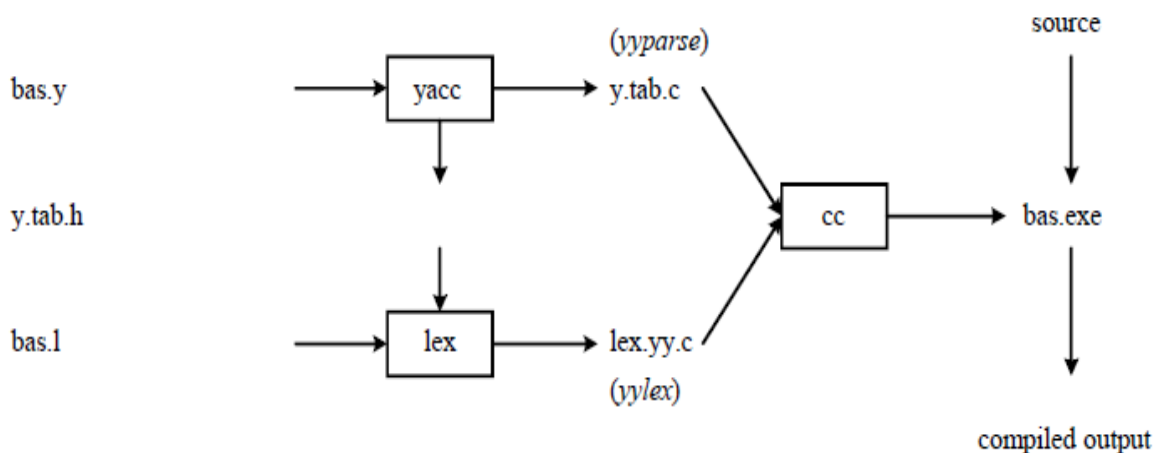 (yyparse)
source
bas.y
yacc
y.tab.c
y.tab.h
cc
bas.exe
bas.l
lex
lex.yy.c
(yylex)
compiled output